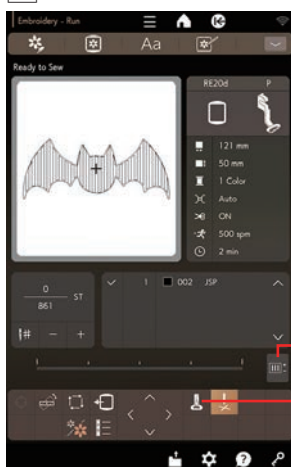 Embroidery - Run
Aa
Ready to Sew
RE20d P
121 mm
50 mm
1 Color
Auto
ON
500 spm
2 min
0
861
ST
# - +
1 002 JSP
?